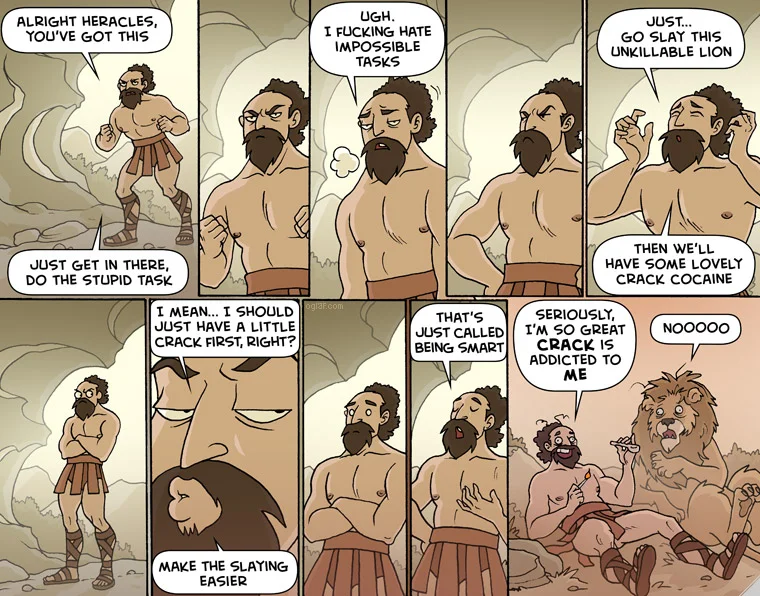 ALRIGHT HERACLES,
YOU'VE GOT THIS
JUST GET IN THERE,
DO THE STUPID TASK
UGH.
I FUCKING HATE
IMPOSSIBLE
TASKS
JUST...
GO SLAY THIS
UNKILLABLE LION
THEN WE'LL
HAVE SOME LOVELY
CRACK COCAINE
I MEAN... I SHOULD
JUST HAVE A LITTLE
CRACK FIRST, RIGHT?
MAKE THE SLAYING
EASIER
THAT'S
JUST CALLED
BEING SMART
SERIOUSLY,
I'M SO GREAT
CRACK IS
ADDICTED TO
ME
NOOOOO